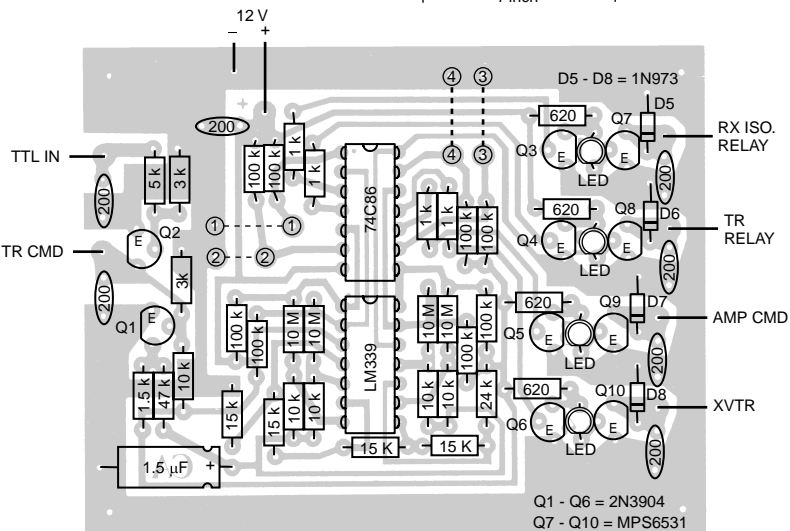 12 V
– +
+
D5 - D8 = 1N973
4 3
4 3
620
Q7
D5
Q3
E
E
LED
RX ISO.
RELAY
200
200
TTL IN
5 k
3 k
200
100 k
100 k
1 k
1 k
74C86
1 k
1 k
100 k
100 k
620
Q8
D6
Q4
E
E
LED
TR
RELAY
200
1 1
2 2
TR CMD
E
Q2
3k
200
E
Q1
100 k
100 k
10 M
10 M
LM339
10 M
10 M
100 k
100 k
620
Q9
D7
Q5
E
E
LED
AMP CMD
200
1.5 k
47 k
10 k
15 k
15 k
10 k
10 k
10 k
10 k
24 k
620
Q10
D8
Q6
E
E
LED
XVTR
200
15 K
15 K
1.5 µF +
Q1 - Q6 = 2N3904
Q7 - Q10 = MPS6531